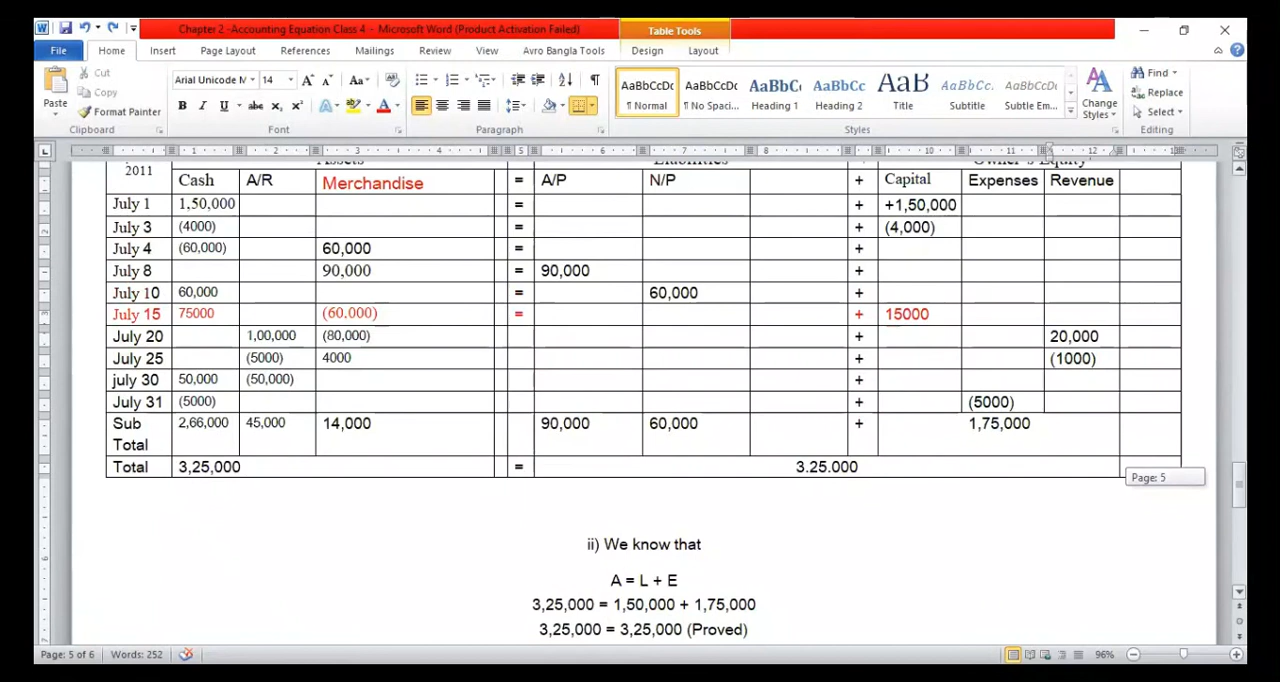 Chapter 2 -Accounting Equation Class 4 - Microsoft Word (Product Activation Failed)
Table Tools
File Home Insert Page Layout References Mailings Review View Avro Bangla Tools Design Layout
Cut
Copy
Format Painter
Paste
Arial Unicode M 14
AaBbCcDc AaBbCcDc AaBbC AaBbCc AaB AaBbCc. AaBbCcDc
¶ Normal ¶ No Spaci... Heading 1 Heading 2 Title Subtitle Subtle Em...
Change Styles
Find
Replace
Select
Clipboard Font Paragraph Styles Editing
Assets Liabilities + Owner's Equity
2011 Cash A/R Merchandise = A/P N/P + Capital Expenses Revenue
July 1 1,50,000 = + +1,50,000
July 3 (4000) = + (4,000)
July 4 (60,000) 60,000 = +
July 8 90,000 = 90,000 +
July 10 60,000 = 60,000 +
July 15 75000 (60.000) = + 15000
July 20 1,00,000 (80,000) + 20,000
July 25 (5000) 4000 + (1000)
july 30 50,000 (50,000) +
July 31 (5000) + (5000)
Sub Total 2,66,000 45,000 14,000 90,000 60,000 + 1,75,000
Total 3,25,000 = 3.25.000
Page: 5
ii) We know that
A = L + E
3,25,000 = 1,50,000 + 1,75,000
3,25,000 = 3,25,000 (Proved)
Page: 5 of 6 Words: 252 96%